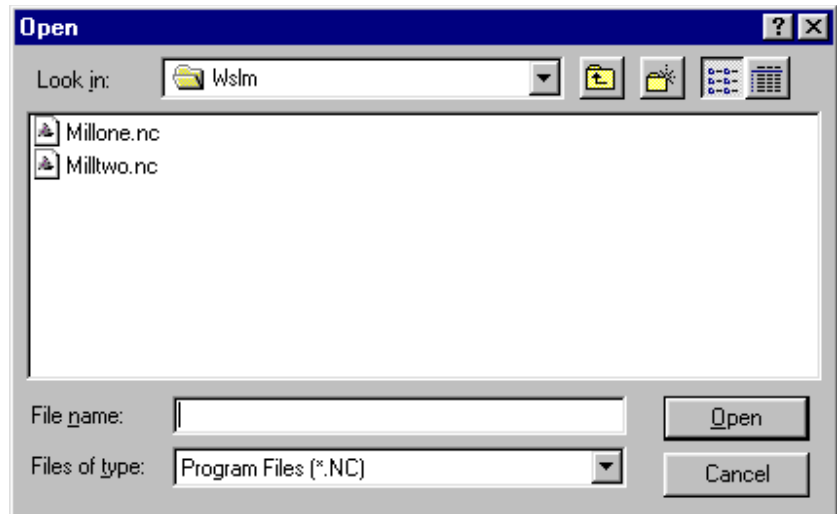 Open
Look in: Wslm
Millone.nc
Milltwo.nc
File name: Open
Files of type: Program Files (*.NC) Cancel